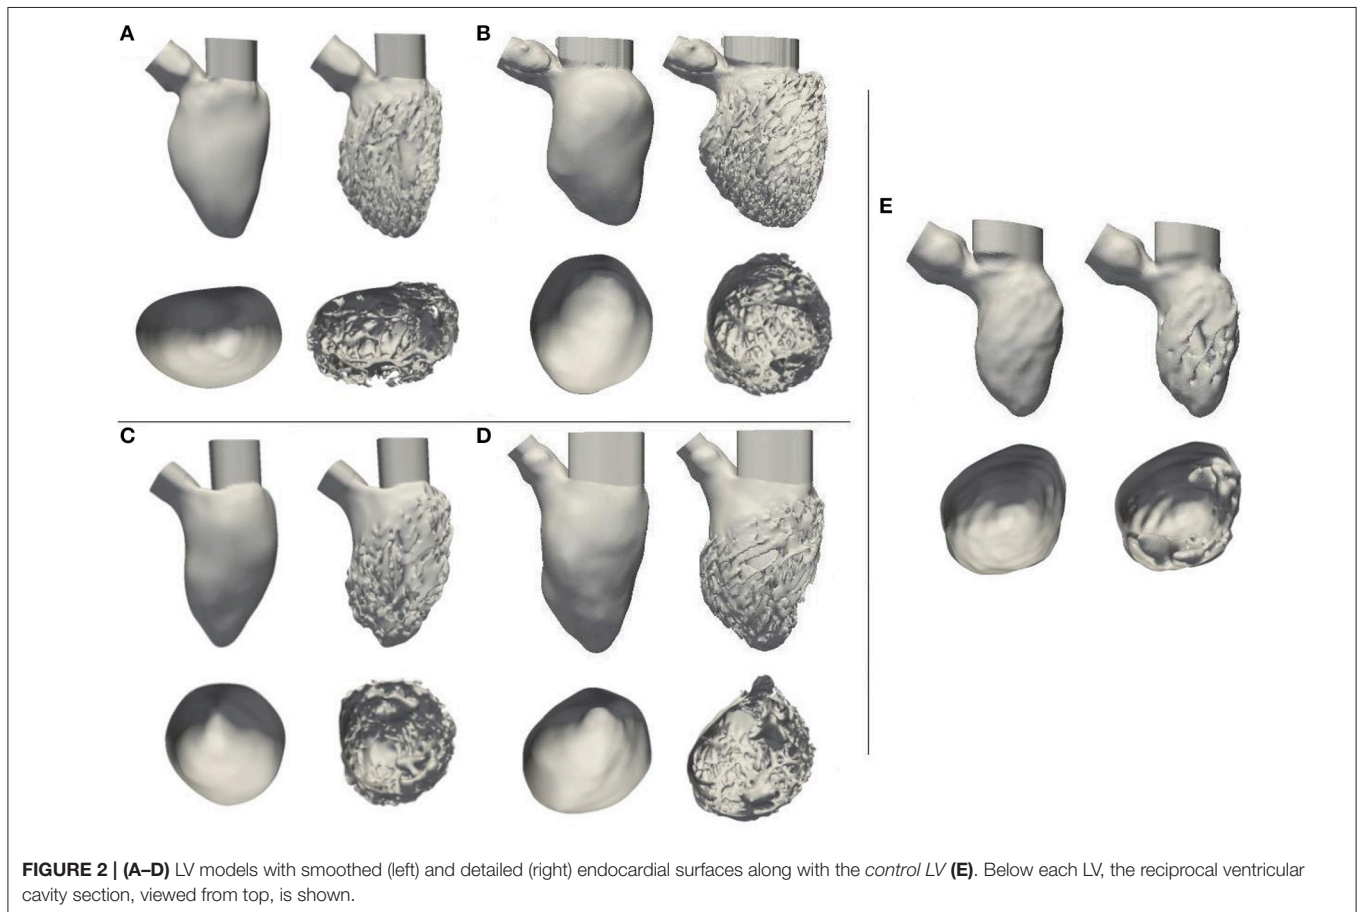 A
B
E
C
D
FIGURE 2 | (A–D) LV models with smoothed (left) and detailed (right) endocardial surfaces along with the control LV (E). Below each LV, the reciprocal ventricular
cavity section, viewed from top, is shown.